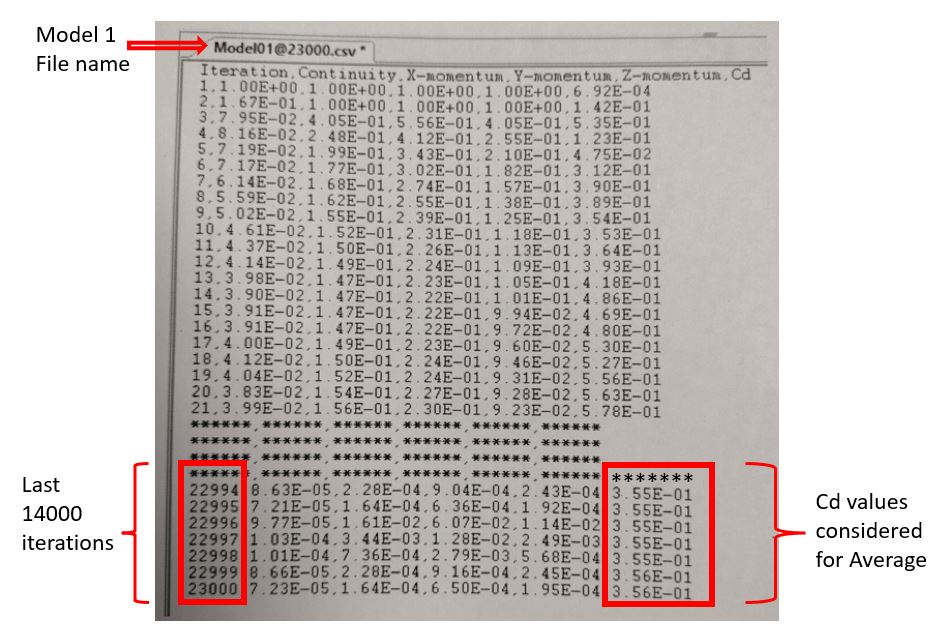 Model 1
File name
Model01@23000.csv *
Iteration,Continuity,X-momentum,Y-momentum,Z-momentum,Cd
1,1.00E+00,1.00E+00,1.00E+00,1.00E+00,6.92E-04
2,1.67E-01,1.00E+00,1.00E+00,1.00E+00,1.42E-01
3,7.95E-02,4.05E-01,5.56E-01,4.05E-01,5.35E-01
4,8.16E-02,2.48E-01,4.12E-01,2.55E-01,1.23E-01
5,7.19E-02,1.99E-01,3.43E-01,2.10E-01,4.75E-02
6,7.17E-02,1.77E-01,3.02E-01,1.82E-01,3.12E-01
7,6.14E-02,1.68E-01,2.74E-01,1.57E-01,3.90E-01
8,5.59E-02,1.62E-01,2.55E-01,1.38E-01,3.89E-01
9,5.02E-02,1.55E-01,2.39E-01,1.25E-01,3.54E-01
10,4.61E-02,1.52E-01,2.31E-01,1.18E-01,3.53E-01
11,4.37E-02,1.50E-01,2.26E-01,1.13E-01,3.64E-01
12,4.14E-02,1.49E-01,2.24E-01,1.09E-01,3.93E-01
13,3.98E-02,1.47E-01,2.23E-01,1.05E-01,4.18E-01
14,3.90E-02,1.47E-01,2.22E-01,1.01E-01,4.86E-01
15,3.91E-02,1.47E-01,2.22E-01,9.94E-02,4.69E-01
16,3.91E-02,1.47E-01,2.22E-01,9.72E-02,4.80E-01
17,4.00E-02,1.49E-01,2.23E-01,9.60E-02,5.30E-01
18,4.12E-02,1.50E-01,2.24E-01,9.46E-02,5.27E-01
19,4.04E-02,1.52E-01,2.24E-01,9.31E-02,5.56E-01
20,3.83E-02,1.54E-01,2.27E-01,9.28E-02,5.63E-01
21,3.99E-02,1.56E-01,2.30E-01,9.23E-02,5.78E-01
******,******,******,******,******,******
******,******,******,******,******,******
******,******,******,******,******,******
******,******,******,******,******,****** *******
22994 8.63E-05,2.28E-04,9.04E-04,2.43E-04 3.55E-01
22995 7.21E-05,1.64E-04,6.36E-04,1.92E-04 3.55E-01
22996 9.77E-05,1.61E-02,6.07E-02,1.14E-02 3.55E-01
22997 1.03E-04,3.44E-03,1.28E-02,2.49E-03 3.55E-01
22998 1.01E-04,7.36E-04,2.79E-03,5.68E-04 3.55E-01
22999 8.66E-05,2.28E-04,9.16E-04,2.45E-04 3.56E-01
23000 7.23E-05,1.64E-04,6.50E-04,1.95E-04 3.56E-01
Last
14000
iterations
Cd values
considered
for Average